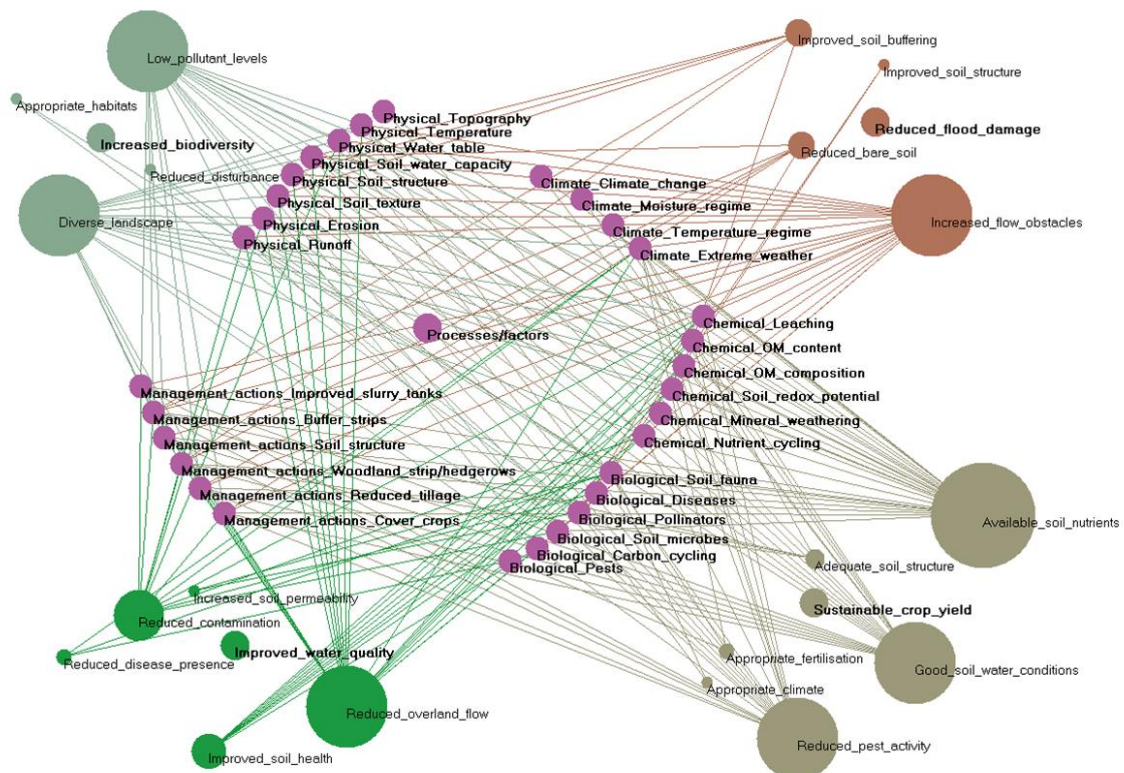 Improved_soil_buffering
Low_pollutant_levels
Improved_soil_structure
Appropriate_habitats
Physical_Topography
Physical_Temperature
Reduced_flood_damage
Increased_biodiversity
Physical_Water_table
Reduced_bare_soil
Physical_Soil_water_capacity
Reduced_disturbance
Physical_Soil_structure
Climate_Climate_change
Physical_Soil_texture
Climate_Moisture_regime
Diverse_landscape
Increased_flow_obstacles
Physical_Erosion
Climate_Temperature_regime
Physical_Runoff
Climate_Extreme_weather
Chemical_Leaching
Processes/factors
Chemical_OM_content
Chemical_OM_composition
Management_actions_Improved_slurry_tanks
Chemical_Soil_redox_potential
Management_actions_Buffer_strips
Chemical_Mineral_weathering
Management_actions_Soil_structure
Chemical_Nutrient_cycling
Management_actions_Woodland_strip/hedgerows
Biological_Soil_fauna
Management_actions_Reduced_tillage
Biological_Diseases
Management_actions_Cover_crops
Biological_Pollinators
Available_soil_nutrients
Biological_Soil_microbes
Biological_Carbon_cycling
Biological_Pests
Adequate_soil_structure
Increased_soil_permeability
Sustainable_crop_yield
Reduced_contamination
Improved_water_quality
Appropriate_fertilisation
Reduced_disease_presence
Good_soil_water_conditions
Appropriate_climate
Reduced_overland_flow
Reduced_pest_activity
Improved_soil_health